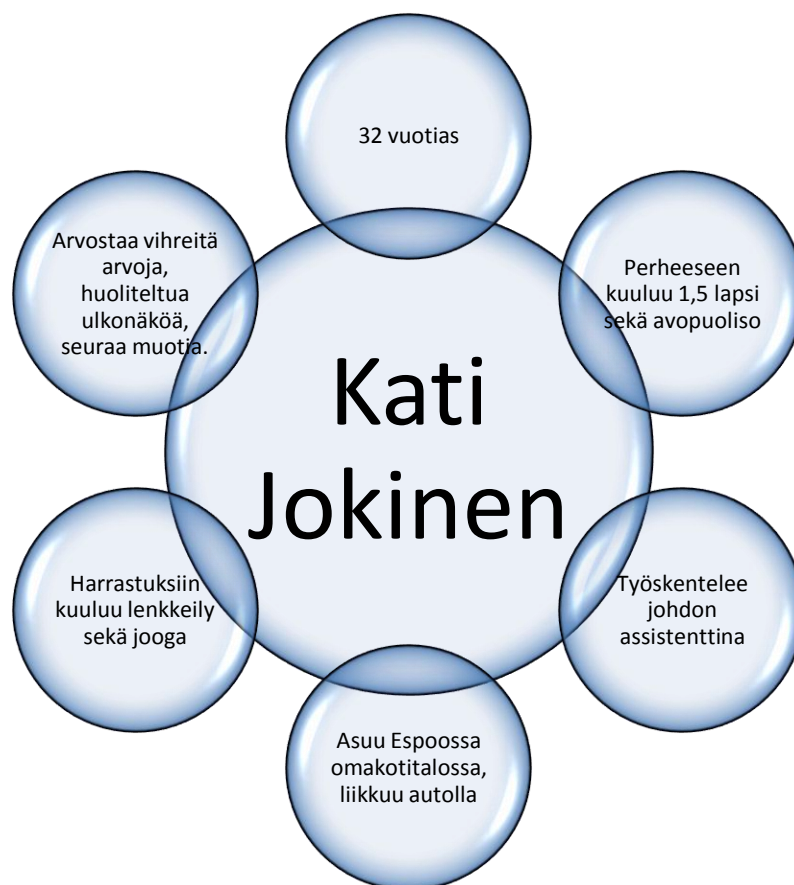 32 vuotias
Arvostaa vihreitä
arvoja,
huoliteltua
ulkonäköä,
seuraa muotia.
Perheeseen
kuuluu 1,5 lapsi
sekä avopuoliso
Kati
Jokinen
Harrastuksiin
kuuluu lenkkeily
sekä jooga
Työskentelee
johdon
assistenttina
Asuu Espoossa
omakotitalossa,
liikkuu autolla